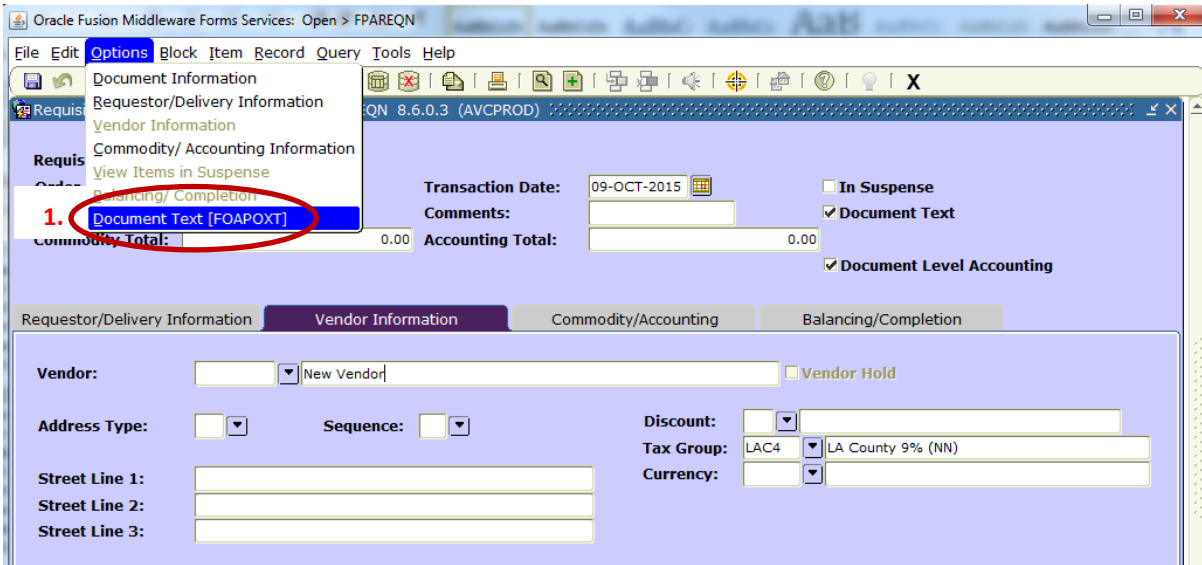 Oracle Fusion Middleware Forms Services: Open > FPAREQN
File Edit Options Block Item Record Query Tools Help
Document Information
Requestor/Delivery Information
Vendor Information
Commodity/ Accounting Information
View Items in Suspense
Balancing/ Completion
1. Document Text [FOAPOXT]
X
Requisi QN 8.6.0.3 (AVCPROD)
Requis
Transaction Date: 09-OCT-2015 In Suspense
Comments: Document Text
Commodity Total: 0.00 Accounting Total: 0.00
Document Level Accounting
Requestor/Delivery Information Vendor Information Commodity/Accounting Balancing/Completion
Vendor: New Vendor Vendor Hold
Address Type: Sequence: Discount:
Tax Group: LAC4 LA County 9% (NN)
Street Line 1: Currency:
Street Line 2:
Street Line 3: